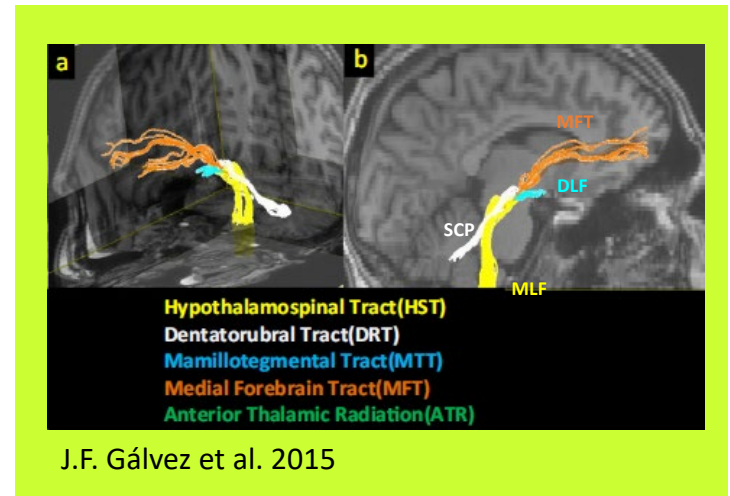 a
b
MFT
DLF
SCP
MLF
Hypothalamospinal Tract(HST)
Dentatorubral Tract(DRT)
Mamillotegmental Tract(MTT)
Medial Forebrain Tract(MFT)
Anterior Thalamic Radiation(ATR)
J.F. Gálvez et al. 2015